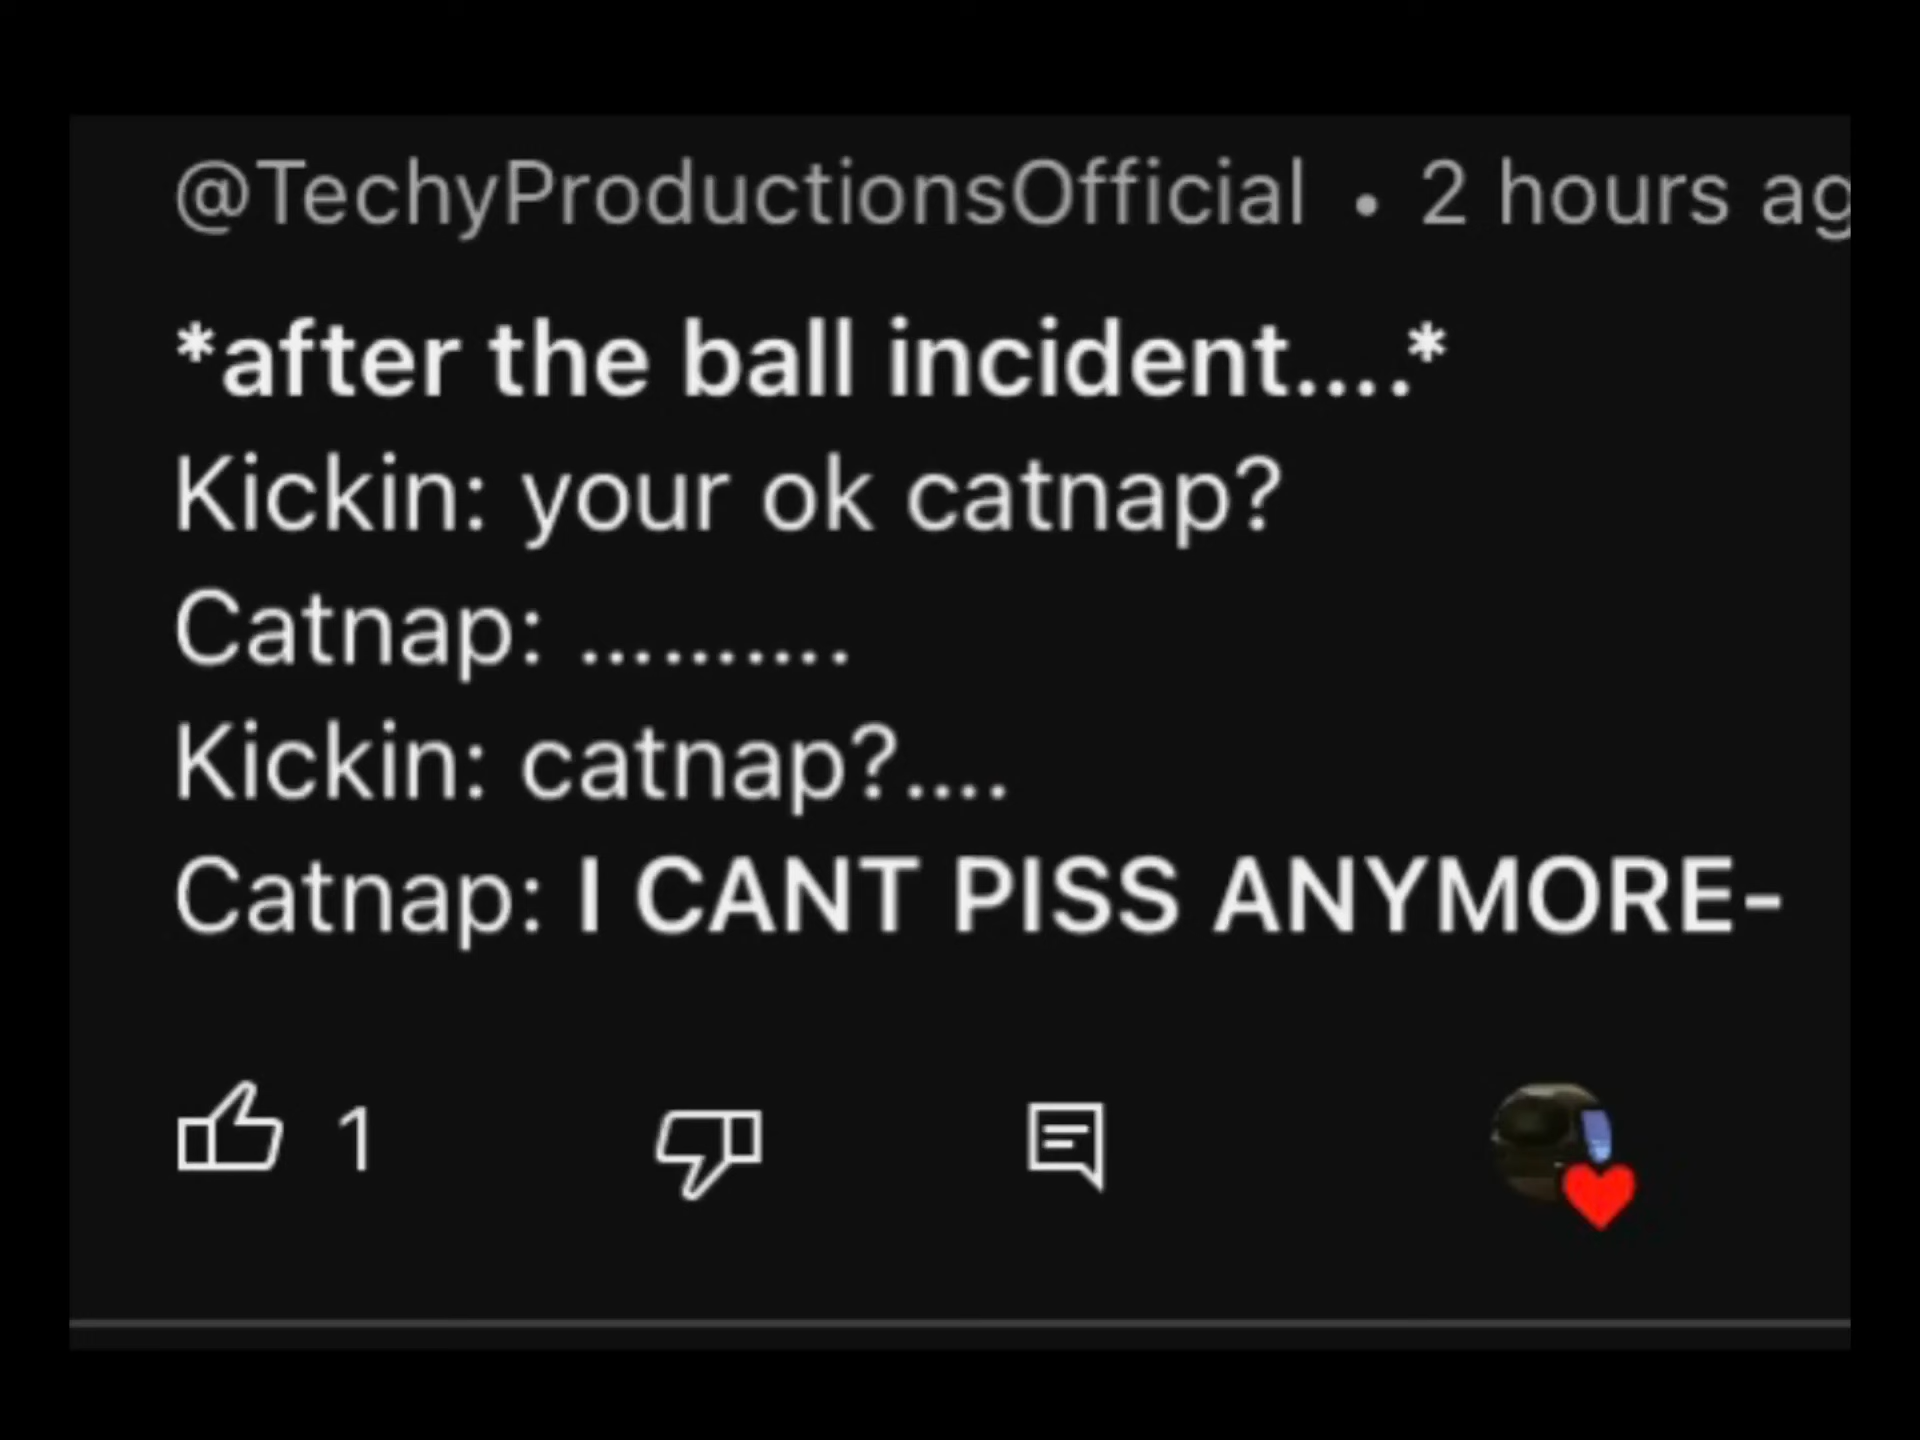 @TechyProductionsOfficial • 2 hours ag
*after the ball incident....*
Kickin: your ok catnap?
Catnap: ..........
Kickin: catnap?....
Catnap: I CANT PISS ANYMORE-
1